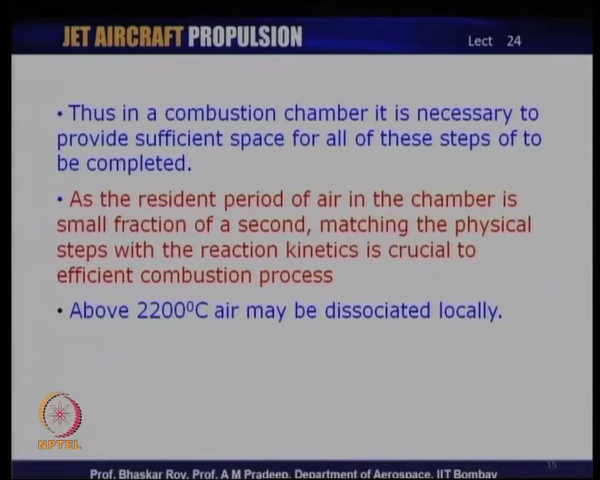 JET AIRCRAFT PROPULSION
Lect 24
• Thus in a combustion chamber it is necessary to
provide sufficient space for all of these steps of to
be completed.
• As the resident period of air in the chamber is
small fraction of a second, matching the physical
steps with the reaction kinetics is crucial to
efficient combustion process
• Above 2200⁰C air may be dissociated locally.
NPTEL
15
Prof. Bhaskar Roy, Prof. A M Pradeep, Department of Aerospace, IIT Bombay